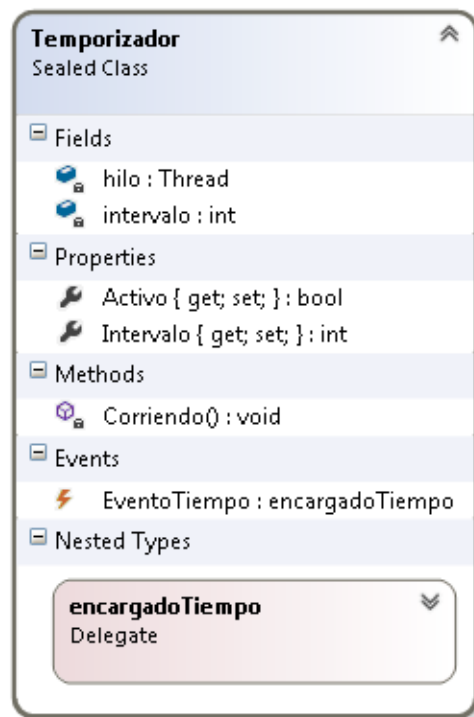 Temporizador
Sealed Class
Fields
hilo : Thread
intervalo : int
Properties
Activo { get; set; } : bool
Intervalo { get; set; } : int
Methods
Corriendo() : void
Events
EventoTiempo : encargadoTiempo
Nested Types
encargadoTiempo
Delegate